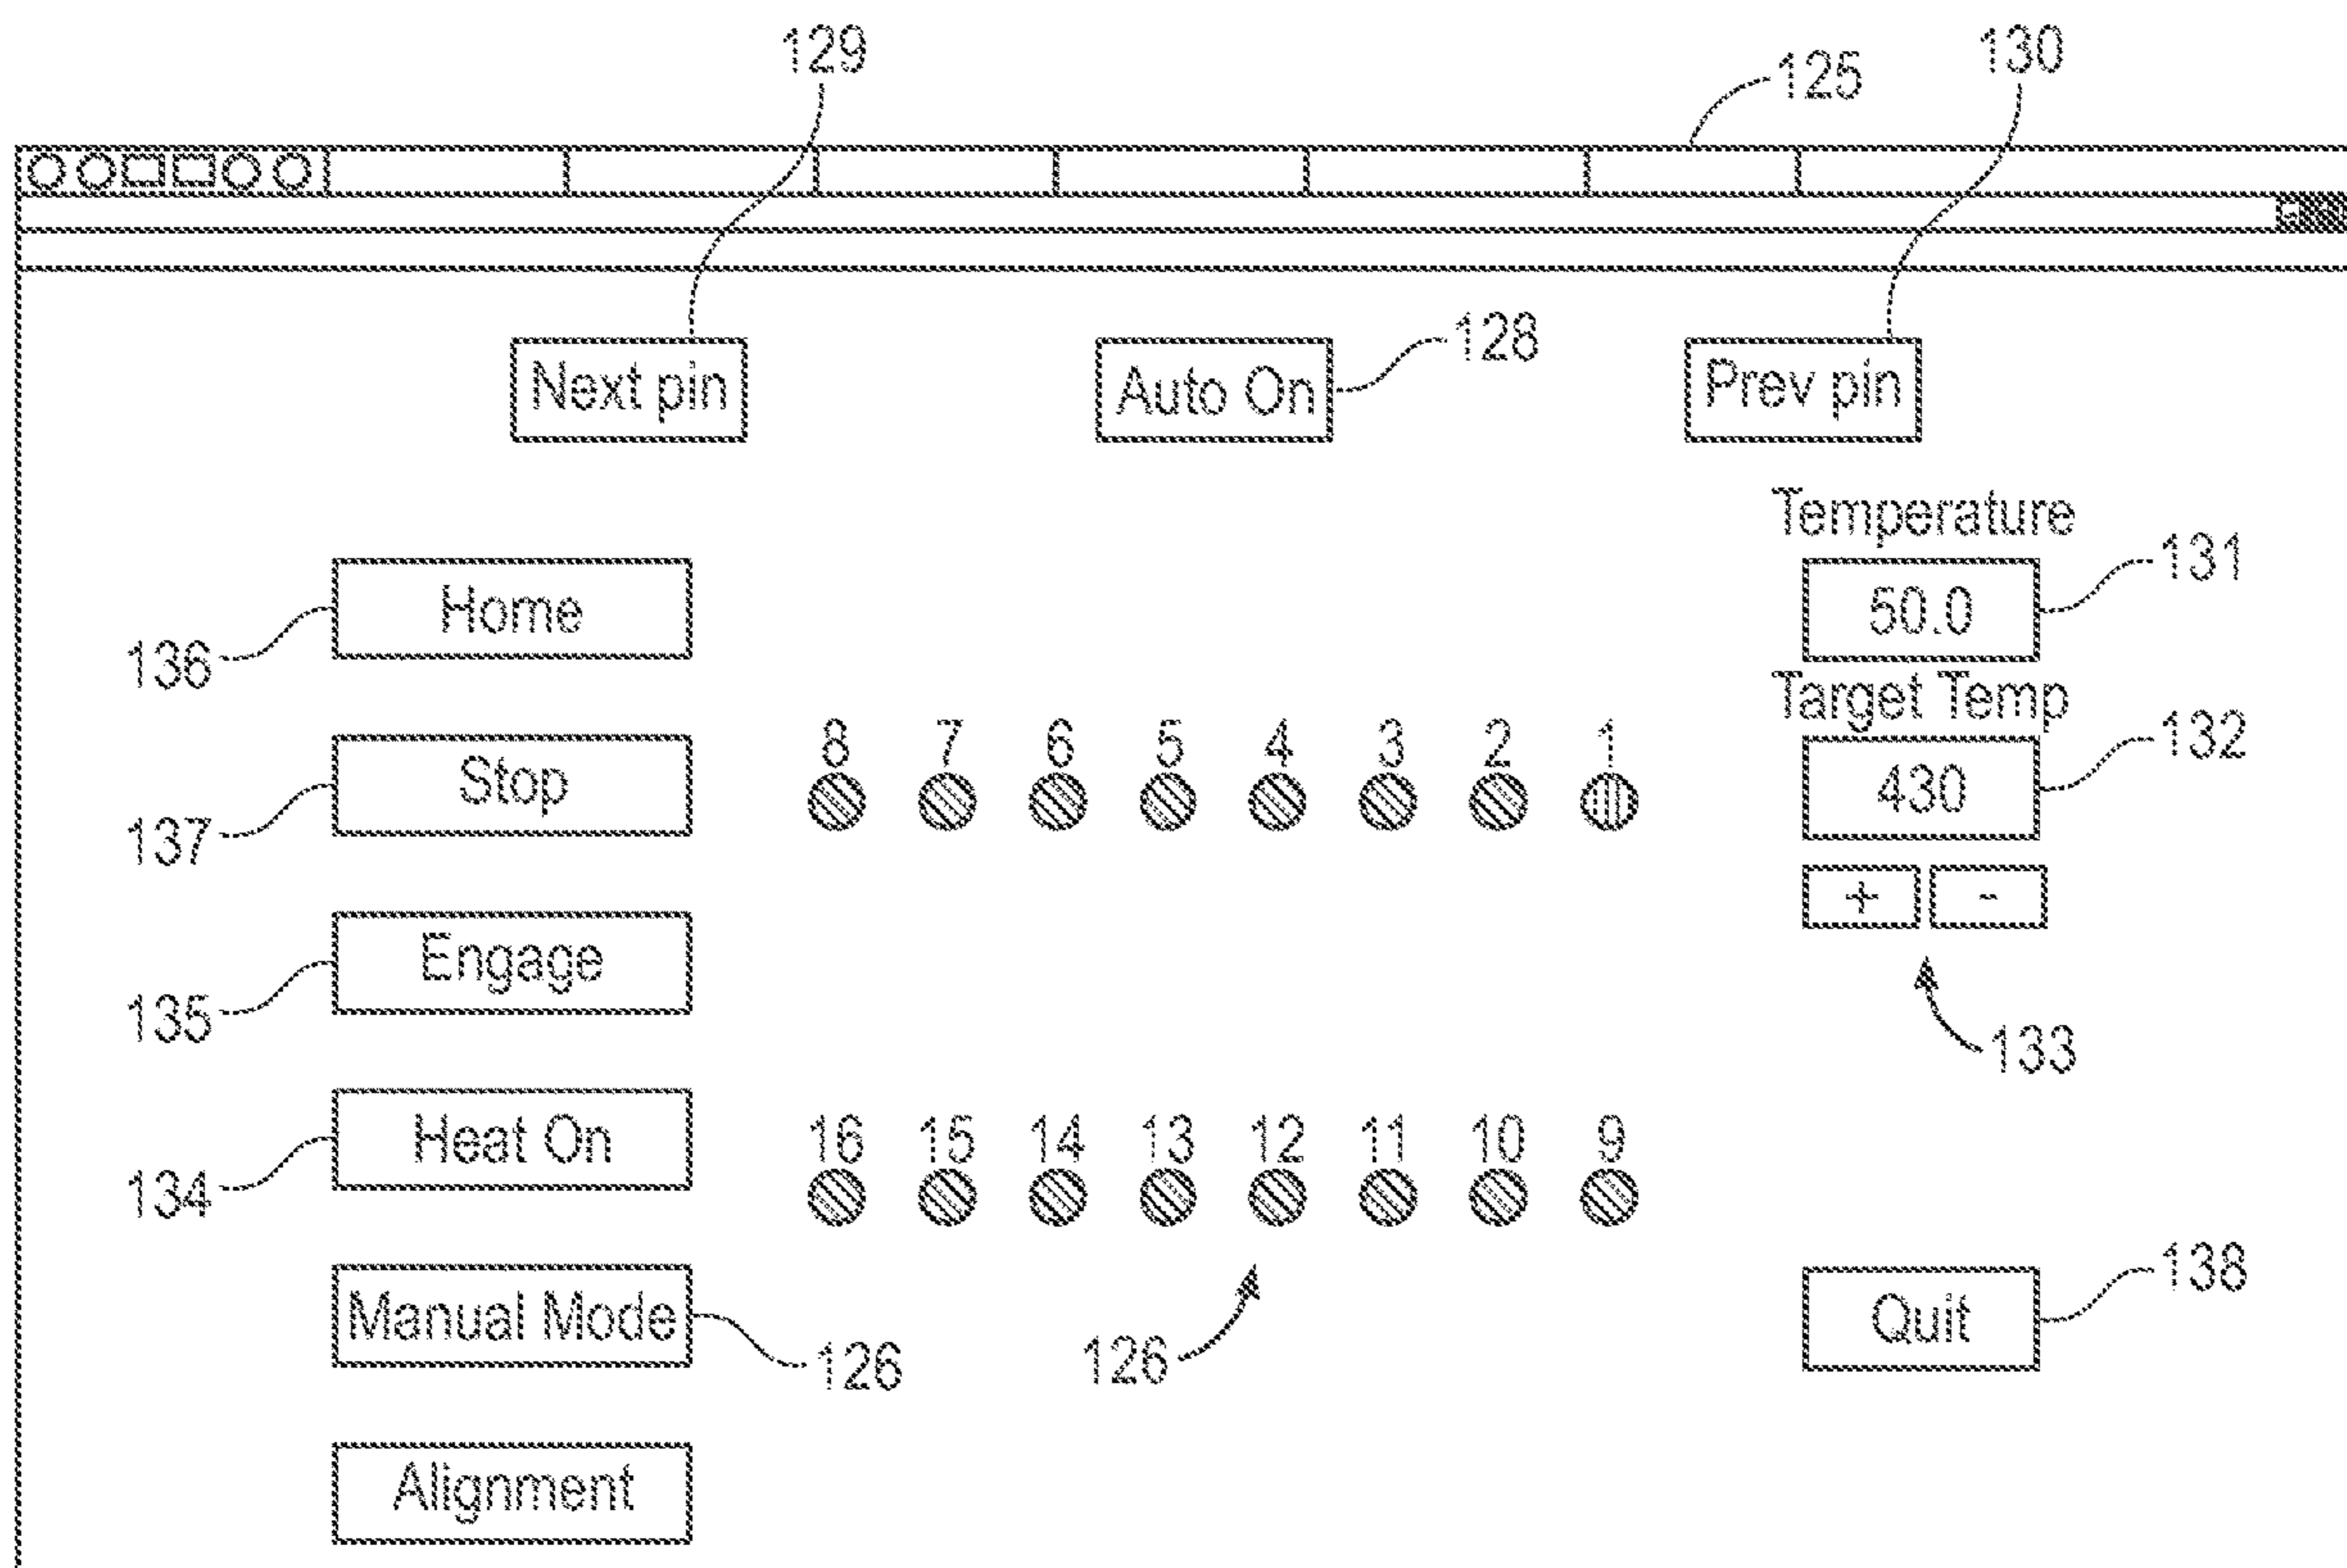 129
130
125
Next pin
Auto On
128
Prev pin
Temperature
131
50.0
Home
136
Target Temp
132
430
8 7 6 5 4 3 2 1
Stop
137
+ -
Engage
135
133
16 15 14 13 12 11 10 9
Heat On
134
138
Quit
Manual Mode
126
126
Alignment